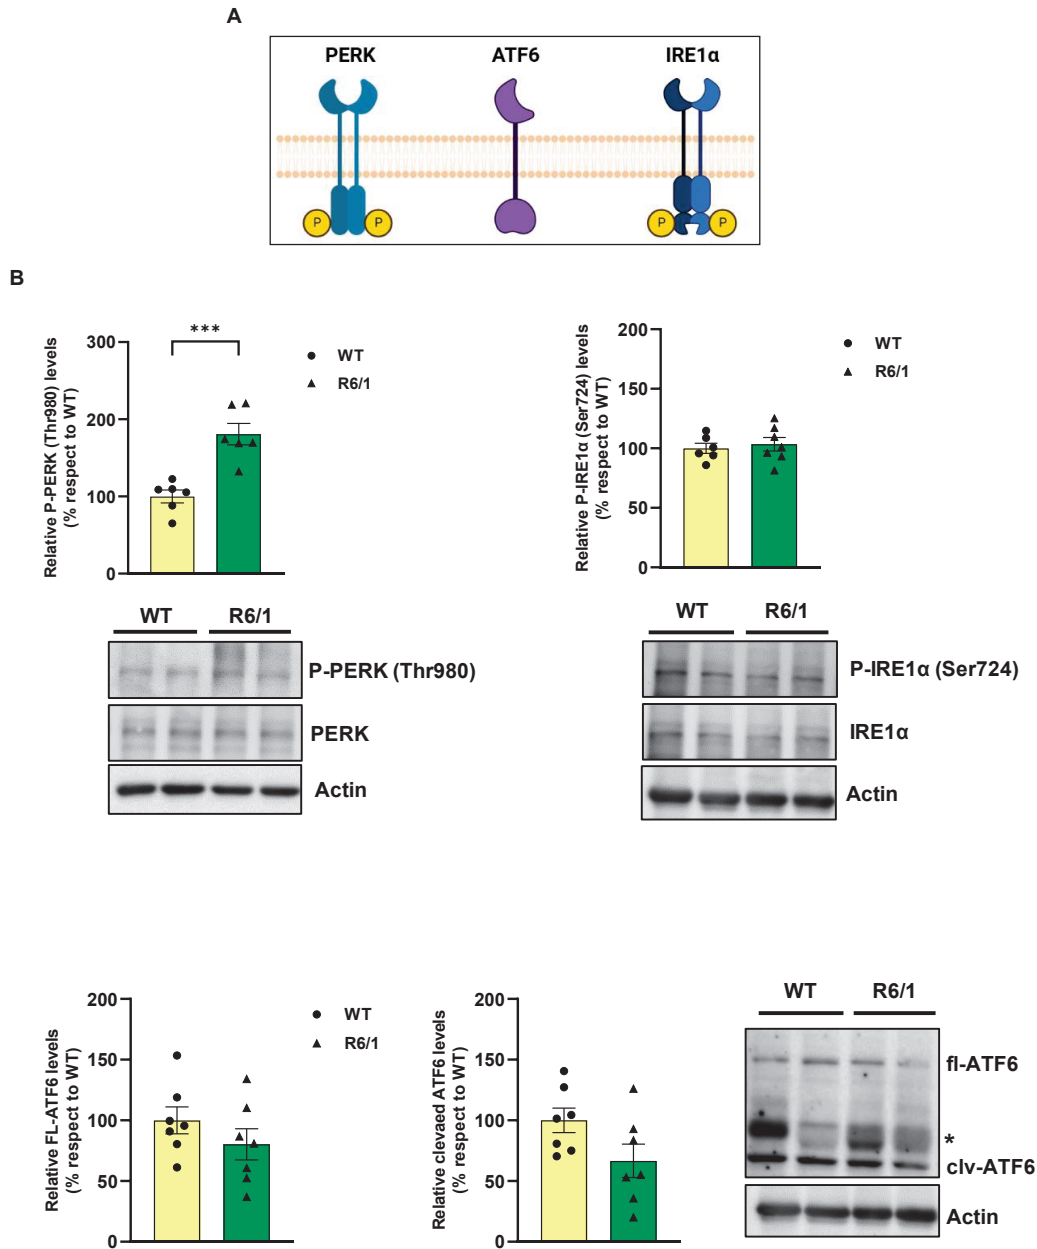 A
PERK ATF6 IRE1α
P P P P
B
Relative P-PERK (Thr980) levels
(% respect to WT)
300
200
100
0
***
WT
R6/1
Relative P-IRE1α (Ser724) levels
(% respect to WT)
200
150
100
50
0
WT
R6/1
WT R6/1
P-PERK (Thr980)
PERK
Actin
WT R6/1
P-IRE1α (Ser724)
IRE1α
Actin
Relative FL-ATF6 levels
(% respect to WT)
200
150
100
50
0
WT
R6/1
Relative clevaed ATF6 levels
(% respect to WT)
200
150
100
50
0
WT R6/1
fl-ATF6
*
clv-ATF6
Actin